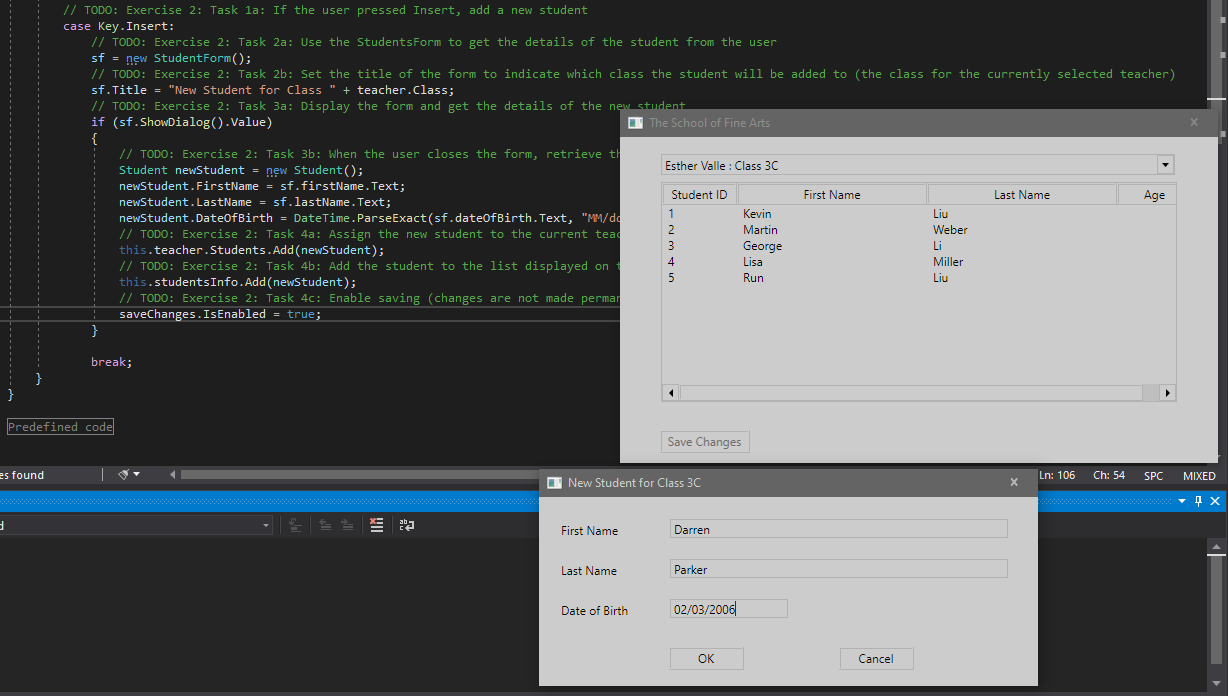 // TODO: Exercise 2: Task 1a: If the user pressed Insert, add a new student
case Key.Insert:
// TODO: Exercise 2: Task 2a: Use the StudentsForm to get the details of the student from the user
sf = new StudentForm();
// TODO: Exercise 2: Task 2b: Set the title of the form to indicate which class the student will be added to (the class for the currently selected teacher)
sf.Title = "New Student for Class " + teacher.Class;
// TODO: Exercise 2: Task 3a: Display the form and get the details of the new student
if (sf.ShowDialog().Value)
{
// TODO: Exercise 2: Task 3b: When the user closes the form, retrieve th
Student newStudent = new Student();
newStudent.FirstName = sf.firstName.Text;
newStudent.LastName = sf.lastName.Text;
newStudent.DateOfBirth = DateTime.ParseExact(sf.dateOfBirth.Text, "MM/dd
// TODO: Exercise 2: Task 4a: Assign the new student to the current teac
this.teacher.Students.Add(newStudent);
// TODO: Exercise 2: Task 4b: Add the student to the list displayed on t
this.studentsInfo.Add(newStudent);
// TODO: Exercise 2: Task 4c: Enable saving (changes are not made perman
saveChanges.IsEnabled = true;
}
break;
}
}
Predefined code
es found
Ln: 106 Ch: 54 SPC MIXED
The School of Fine Arts
Esther Valle : Class 3C
Student ID First Name Last Name Age
1 Kevin Liu
2 Martin Weber
3 George Li
4 Lisa Miller
5 Run Liu
Save Changes
New Student for Class 3C
First Name Darren
Last Name Parker
Date of Birth 02/03/2006
OK Cancel